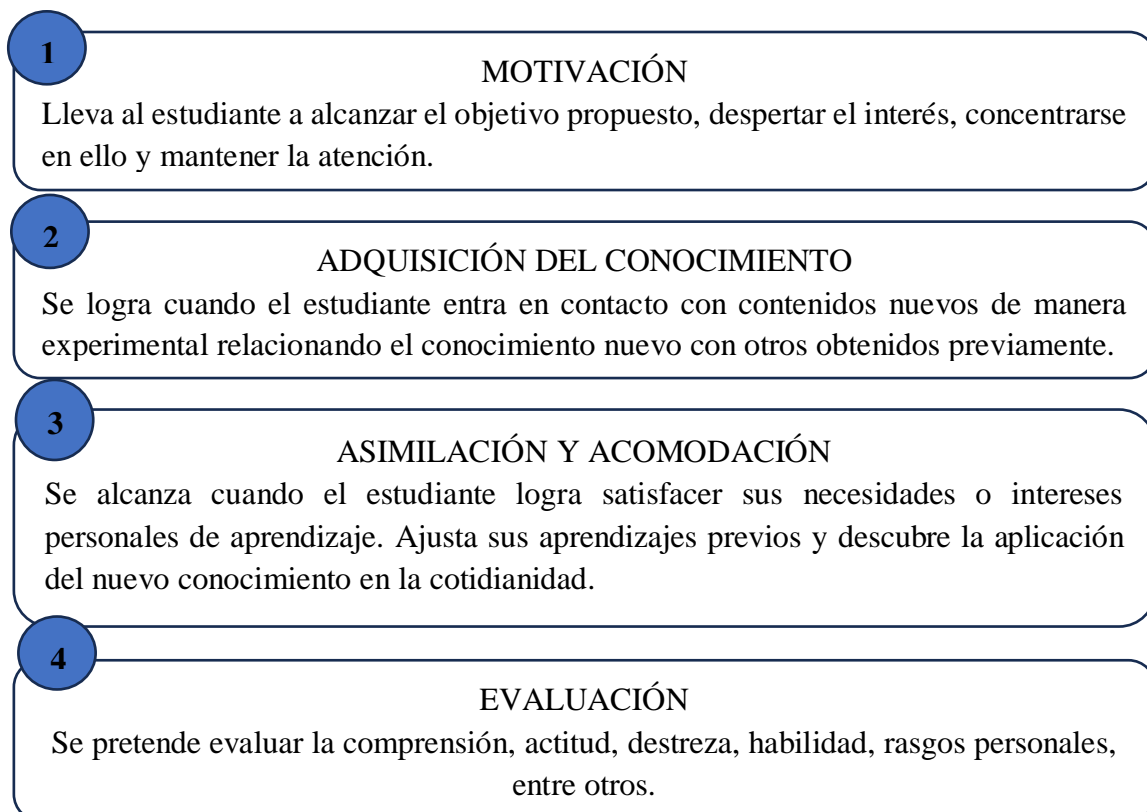 1
MOTIVACIÓN
Lleva al estudiante a alcanzar el objetivo propuesto, despertar el interés, concentrarse
en ello y mantener la atención.
2
ADQUISICIÓN DEL CONOCIMIENTO
Se logra cuando el estudiante entra en contacto con contenidos nuevos de manera
experimental relacionando el conocimiento nuevo con otros obtenidos previamente.
3
ASIMILACIÓN Y ACOMODACIÓN
Se alcanza cuando el estudiante logra satisfacer sus necesidades o intereses
personales de aprendizaje. Ajusta sus aprendizajes previos y descubre la aplicación
del nuevo conocimiento en la cotidianidad.
4
EVALUACIÓN
Se pretende evaluar la comprensión, actitud, destreza, habilidad, rasgos personales,
entre otros.